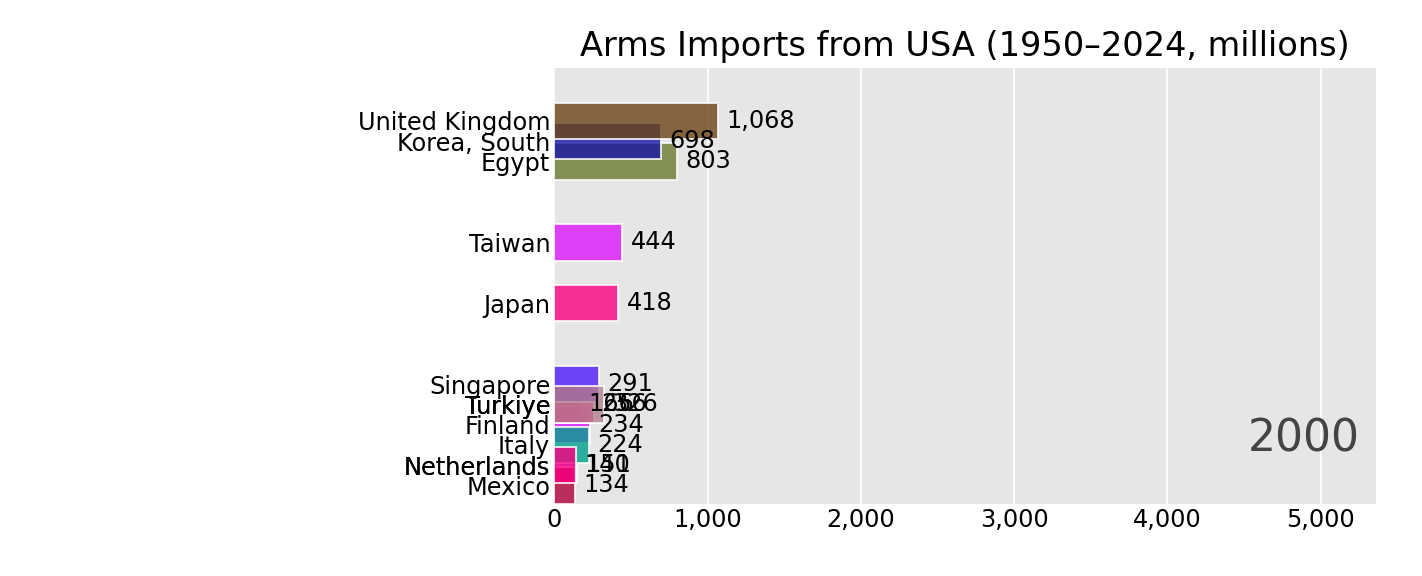 Arms Imports from USA (1950–2024, millions)
United Kingdom 1,068
Korea, South 698
Egypt 803
Taiwan 444
Japan 418
Singapore 291
Turkiye
Finland 234
Italy 224
Netherlands
Mexico 134
2000
0 1,000 2,000 3,000 4,000 5,000